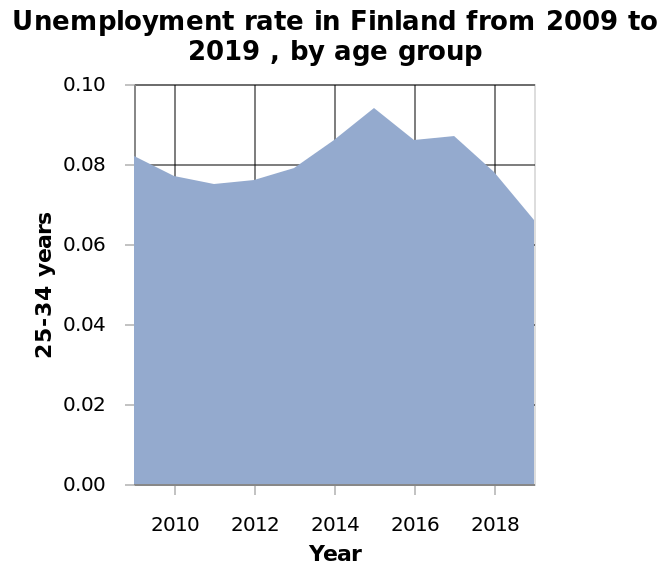 Unemployment rate in Finland from 2009 to
2019 , by age group
0.10
0.08
0.06
0.04
0.02
0.00
25-34 years
2010 2012 2014 2016 2018
Year